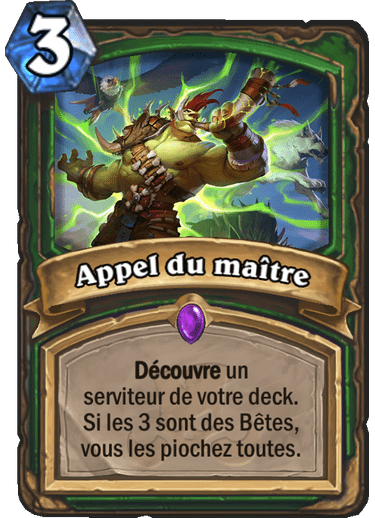 3
Appel du maître
Découvre un
serviteur de votre deck.
Si les 3 sont des Bêtes,
vous les piochez toutes.